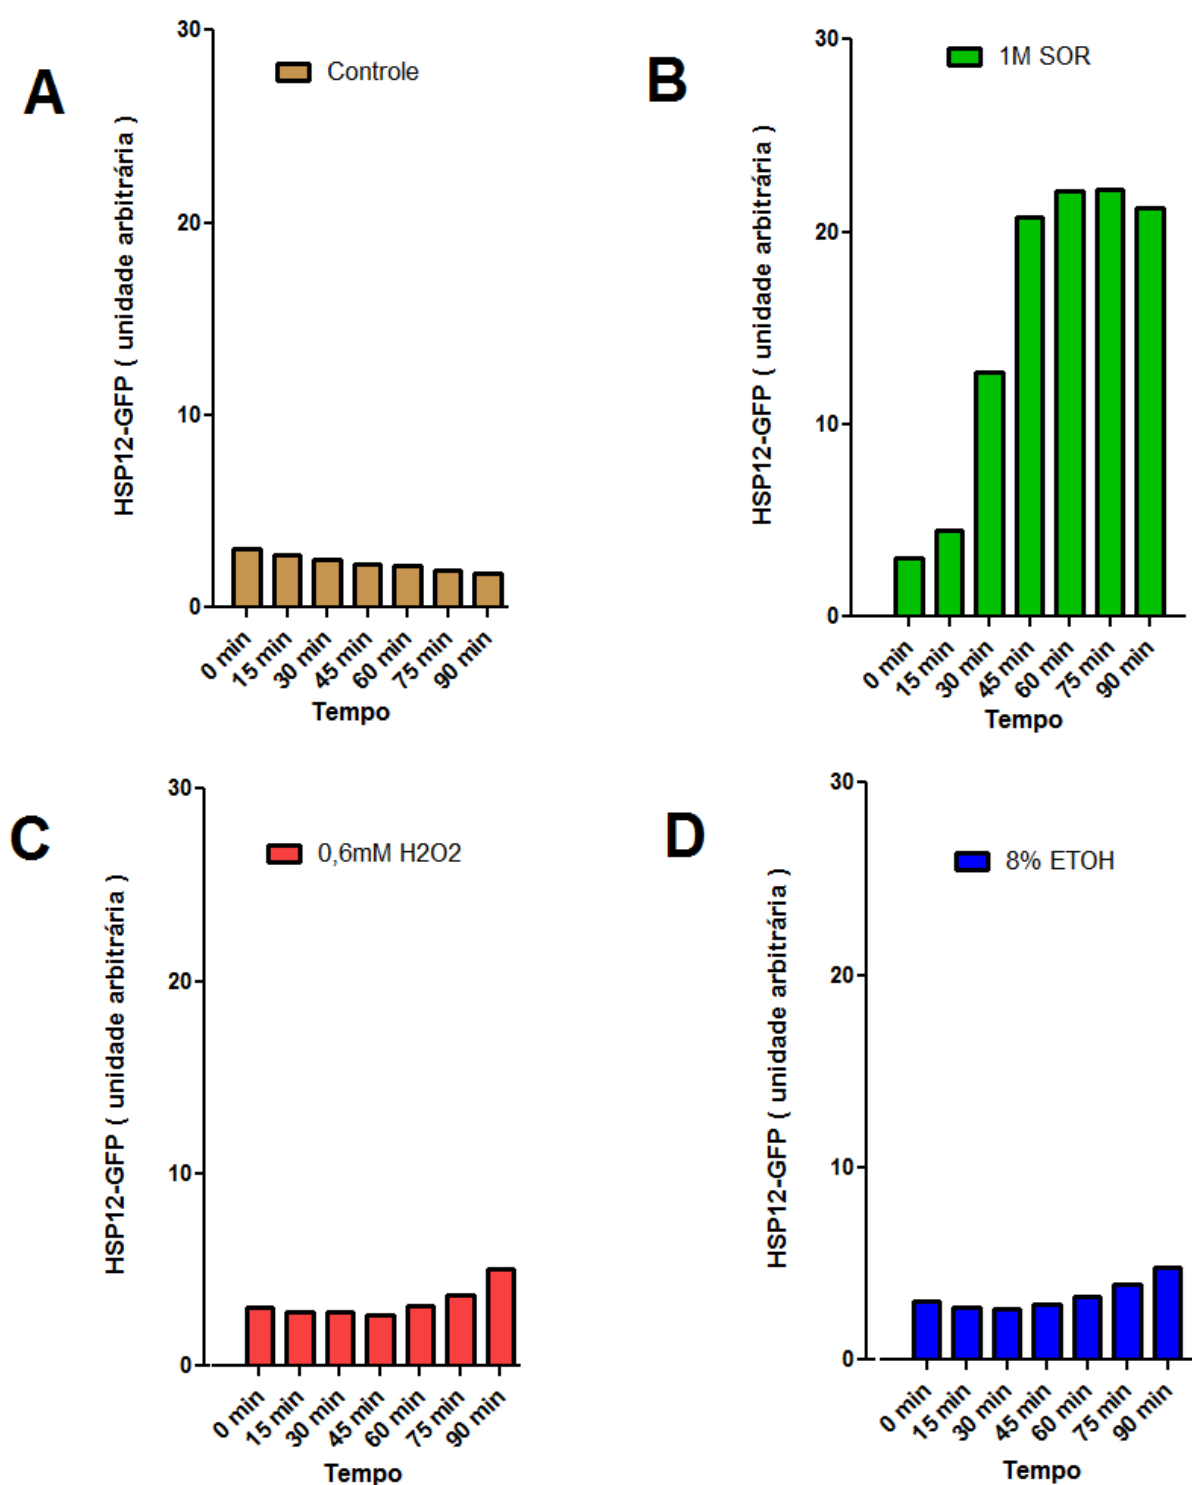 A
Controle
HSP12-GFP ( unidade arbitrária )
30
20
10
0
0 min
15 min
30 min
45 min
60 min
75 min
90 min
Tempo
B
1M SOR
HSP12-GFP ( unidade arbitrária )
30
20
10
0
0 min
15 min
30 min
45 min
60 min
75 min
90 min
Tempo
C
0,6mM H2O2
HSP12-GFP ( unidade arbitrária )
30
20
10
0
0 min
15 min
30 min
45 min
60 min
75 min
90 min
Tempo
D
8% ETOH
HSP12-GFP ( unidade arbitrária )
30
20
10
0
0 min
15 min
30 min
45 min
60 min
75 min
90 min
Tempo